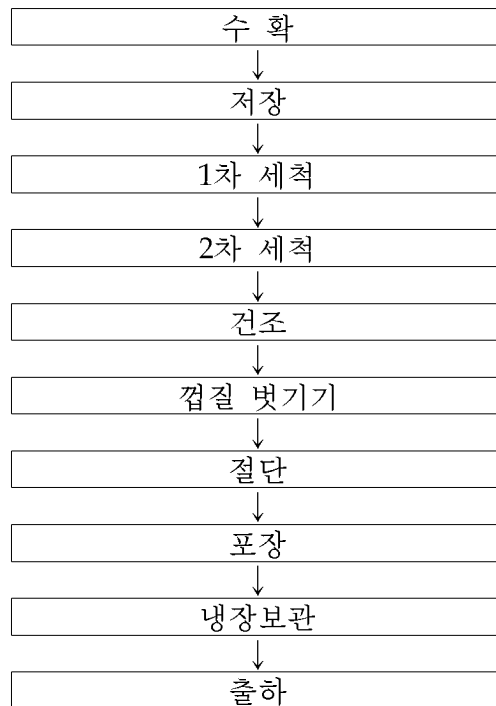 수 확
저장
1차 세척
2차 세척
건조
껍질 벗기기
절단
포장
냉장보관
출하